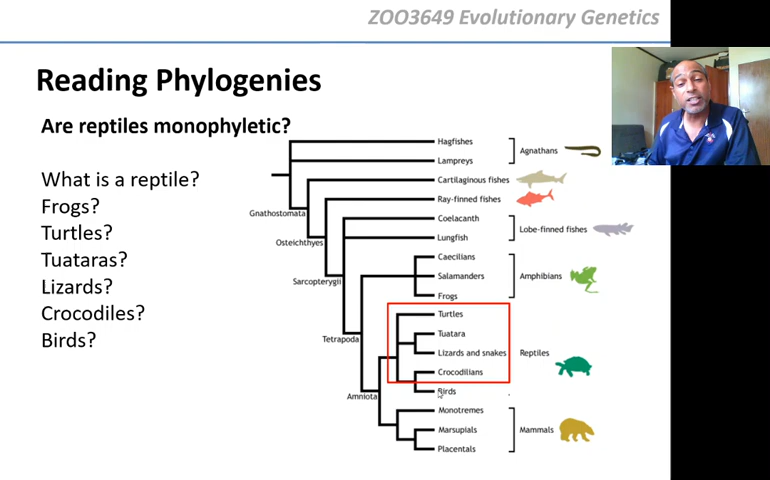 ZOO3649 Evolutionary Genetics
Reading Phylogenies
Are reptiles monophyletic?
What is a reptile?
Frogs?
Turtles?
Tuataras?
Lizards?
Crocodiles?
Birds?
Hagfishes
Agnathans
Lampreys
Cartilaginous fishes
Ray-finned fishes
Gnathostomata
Coelacanth
Lobe-finned fishes
Lungfish
Osteichthyes
Caecilians
Salamanders
Amphibians
Sarcopterygii
Frogs
Turtles
Tuatara
Tetrapoda
Lizards and snakes
Reptiles
Crocodilians
Birds
Amniota
Monotremes
Marsupials
Mammals
Placentals